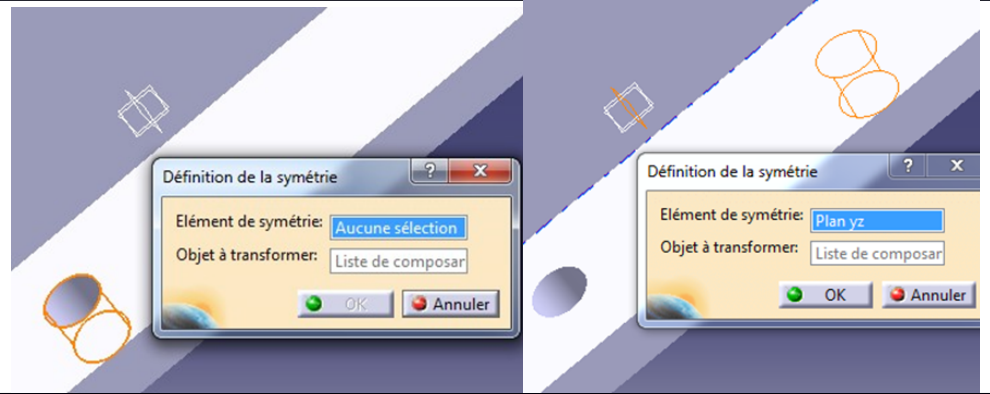 Définition de la symétrie
Elément de symétrie: Aucune sélection
Objet à transformer: Liste de composar
OK Annuler
Définition de la symétrie
Elément de symétrie: Plan yz
Objet à transformer: Liste de composar
OK Annuler